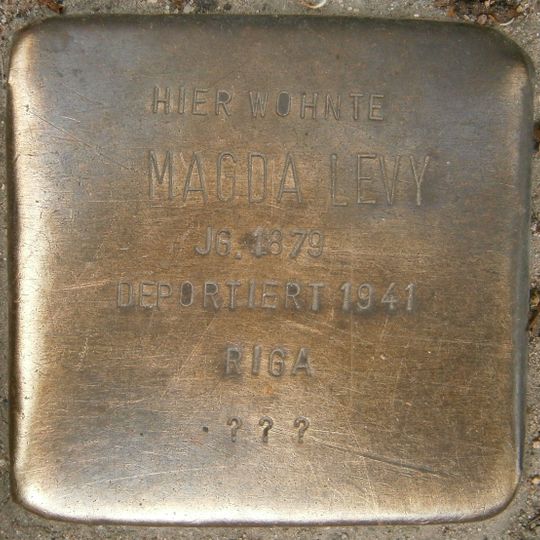 HIER WOHNTE
MAGDA LEVY
JG. 1879
DEPORTIERT 1941
RIGA
? ? ?